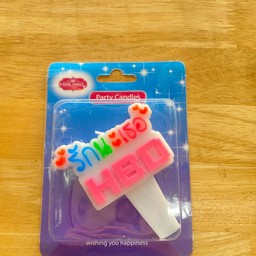 Party Candles
รักนะเธอ
HBD
wishing you happiness